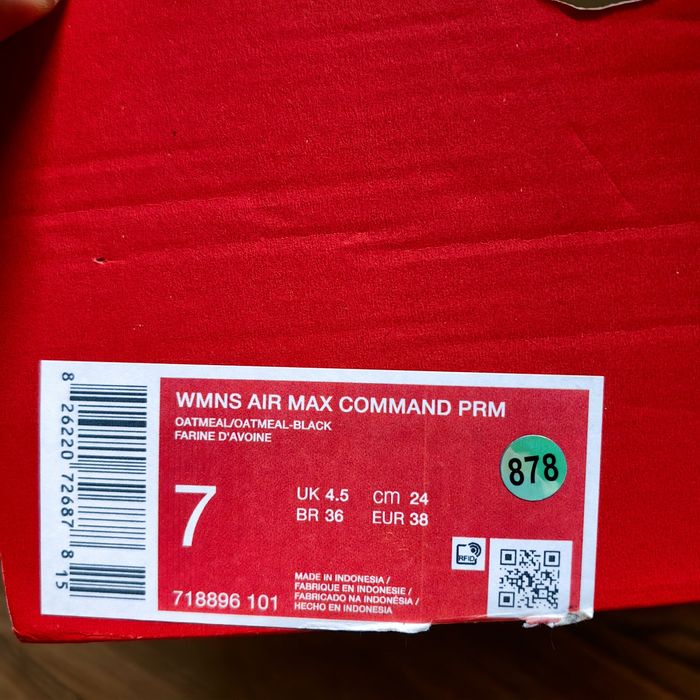 WMNS AIR MAX COMMAND PRM
OATMEAL/OATMEAL-BLACK
FARINE D'AVOINE
878
7
UK 4.5 cm 24
BR 36 EUR 38
RFID
718896 101
MADE IN INDONESIA /
FABRIQUE EN INDONESIE /
FABRICADO NA INDONÉSIA /
HECHO EN INDONESIA
8 26220 72687 8 15